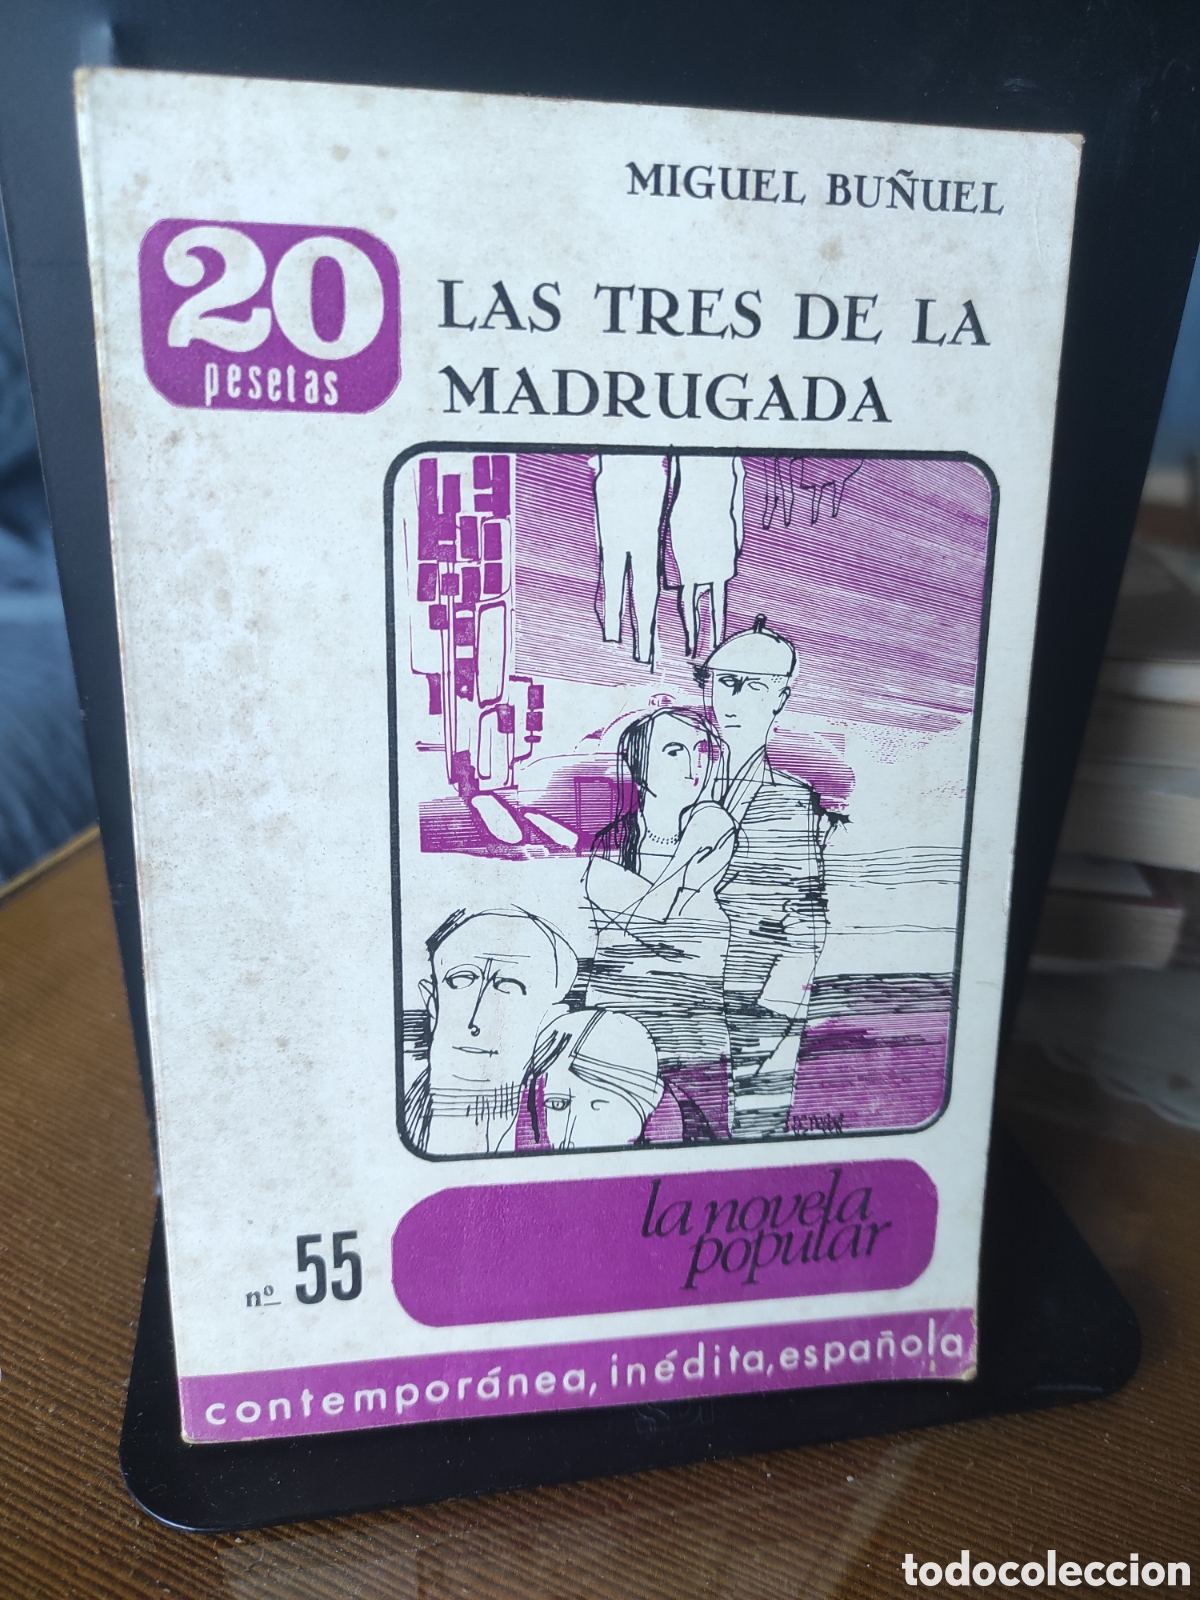 MIGUEL BUÑUEL
20
pesetas
LAS TRES DE LA
MADRUGADA
la novela
popular
nº 55
contemporánea, inédita, española
todocoleccion